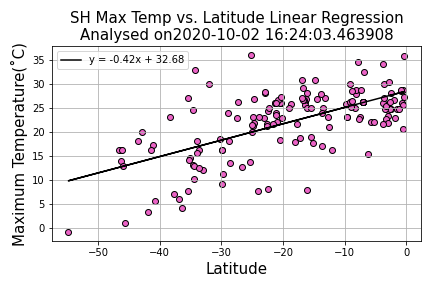 SH Max Temp vs. Latitude Linear Regression
Analysed on2020-10-02 16:24:03.463908
y = -0.42x + 32.68
Maximum Temperature(˚C)
35
30
25
20
15
10
5
0
−50
−40
−30
−20
−10
0
Latitude